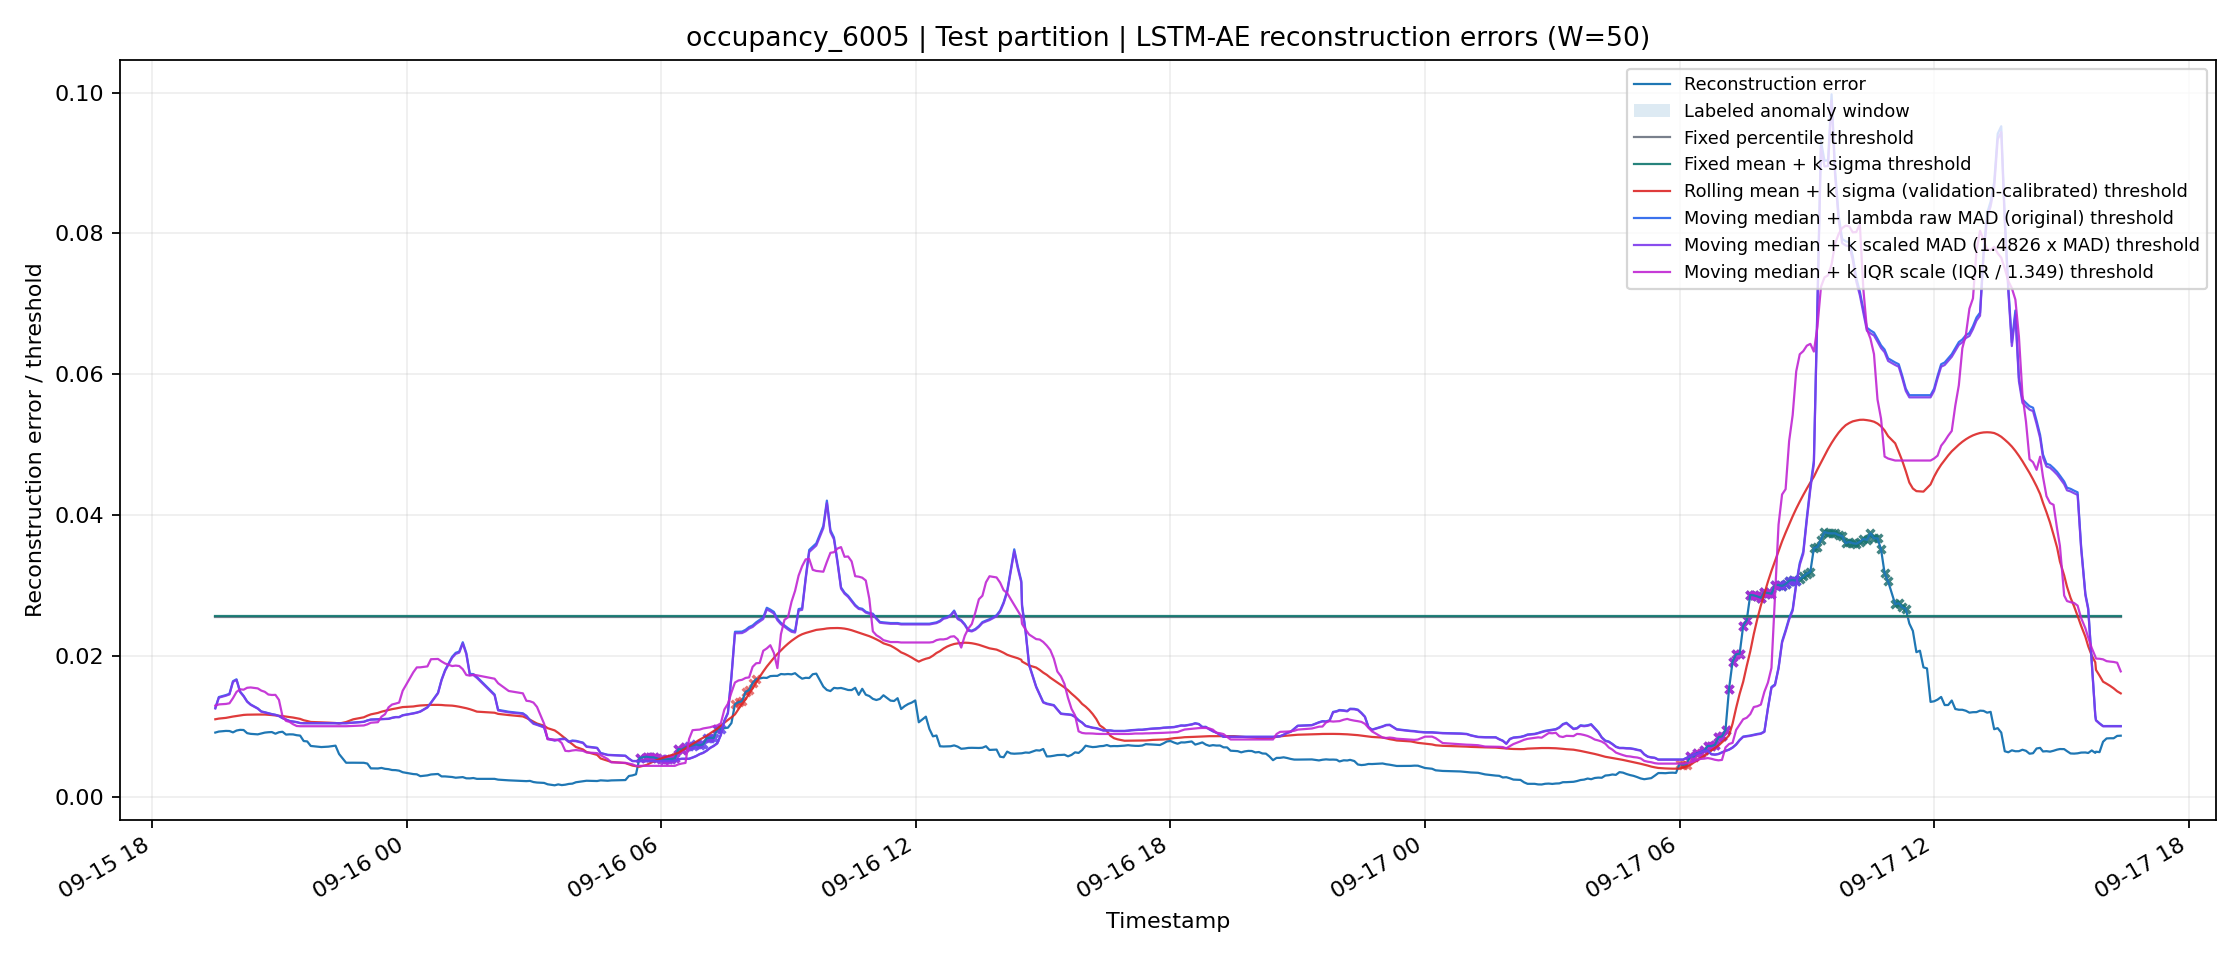 occupancy_6005 | Test partition | LSTM-AE reconstruction errors (W=50)
Reconstruction error
Labeled anomaly window
Fixed percentile threshold
Fixed mean + k sigma threshold
Rolling mean + k sigma (validation-calibrated) threshold
Moving median + lambda raw MAD (original) threshold
Moving median + k scaled MAD (1.4826 x MAD) threshold
Moving median + k IQR scale (IQR / 1.349) threshold
Reconstruction error / threshold
0.10
0.08
0.06
0.04
0.02
0.00
09-15 18
09-16 00
09-16 06
09-16 12
09-16 18
09-17 00
09-17 06
09-17 12
09-17 18
Timestamp